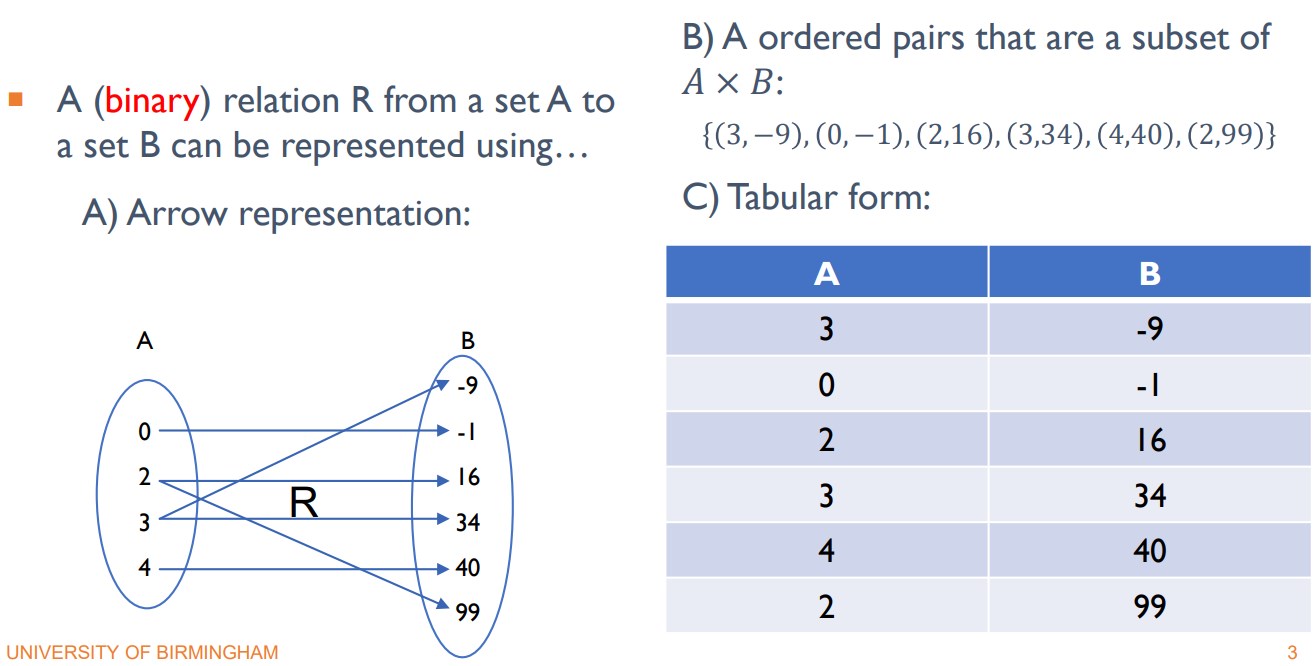 A (binary) relation R from a set A to
a set B can be represented using…
A) Arrow representation:
A B
-9
0 -1
2 16
R
3 34
4 40
99
UNIVERSITY OF BIRMINGHAM
B) A ordered pairs that are a subset of
𝐴 × 𝐵:
{(3, −9), (0, −1), (2,16), (3,34), (4,40), (2,99)}
C) Tabular form:
A B
3 -9
0 -1
2 16
3 34
4 40
2 99
3